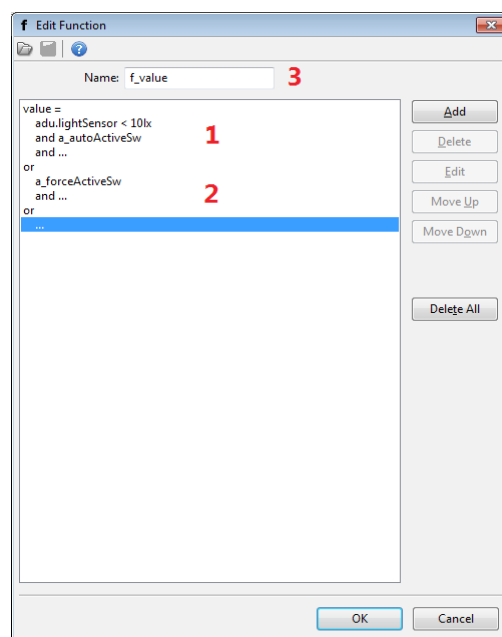 f Edit Function
Name: f_value 3
value =
adu.lightSensor < 10lx
and a_autoActiveSw 1
and ...
or
a_forceActiveSw
and ... 2
or
...
Add
Delete
Edit
Move Up
Move Down
Delete All
OK Cancel